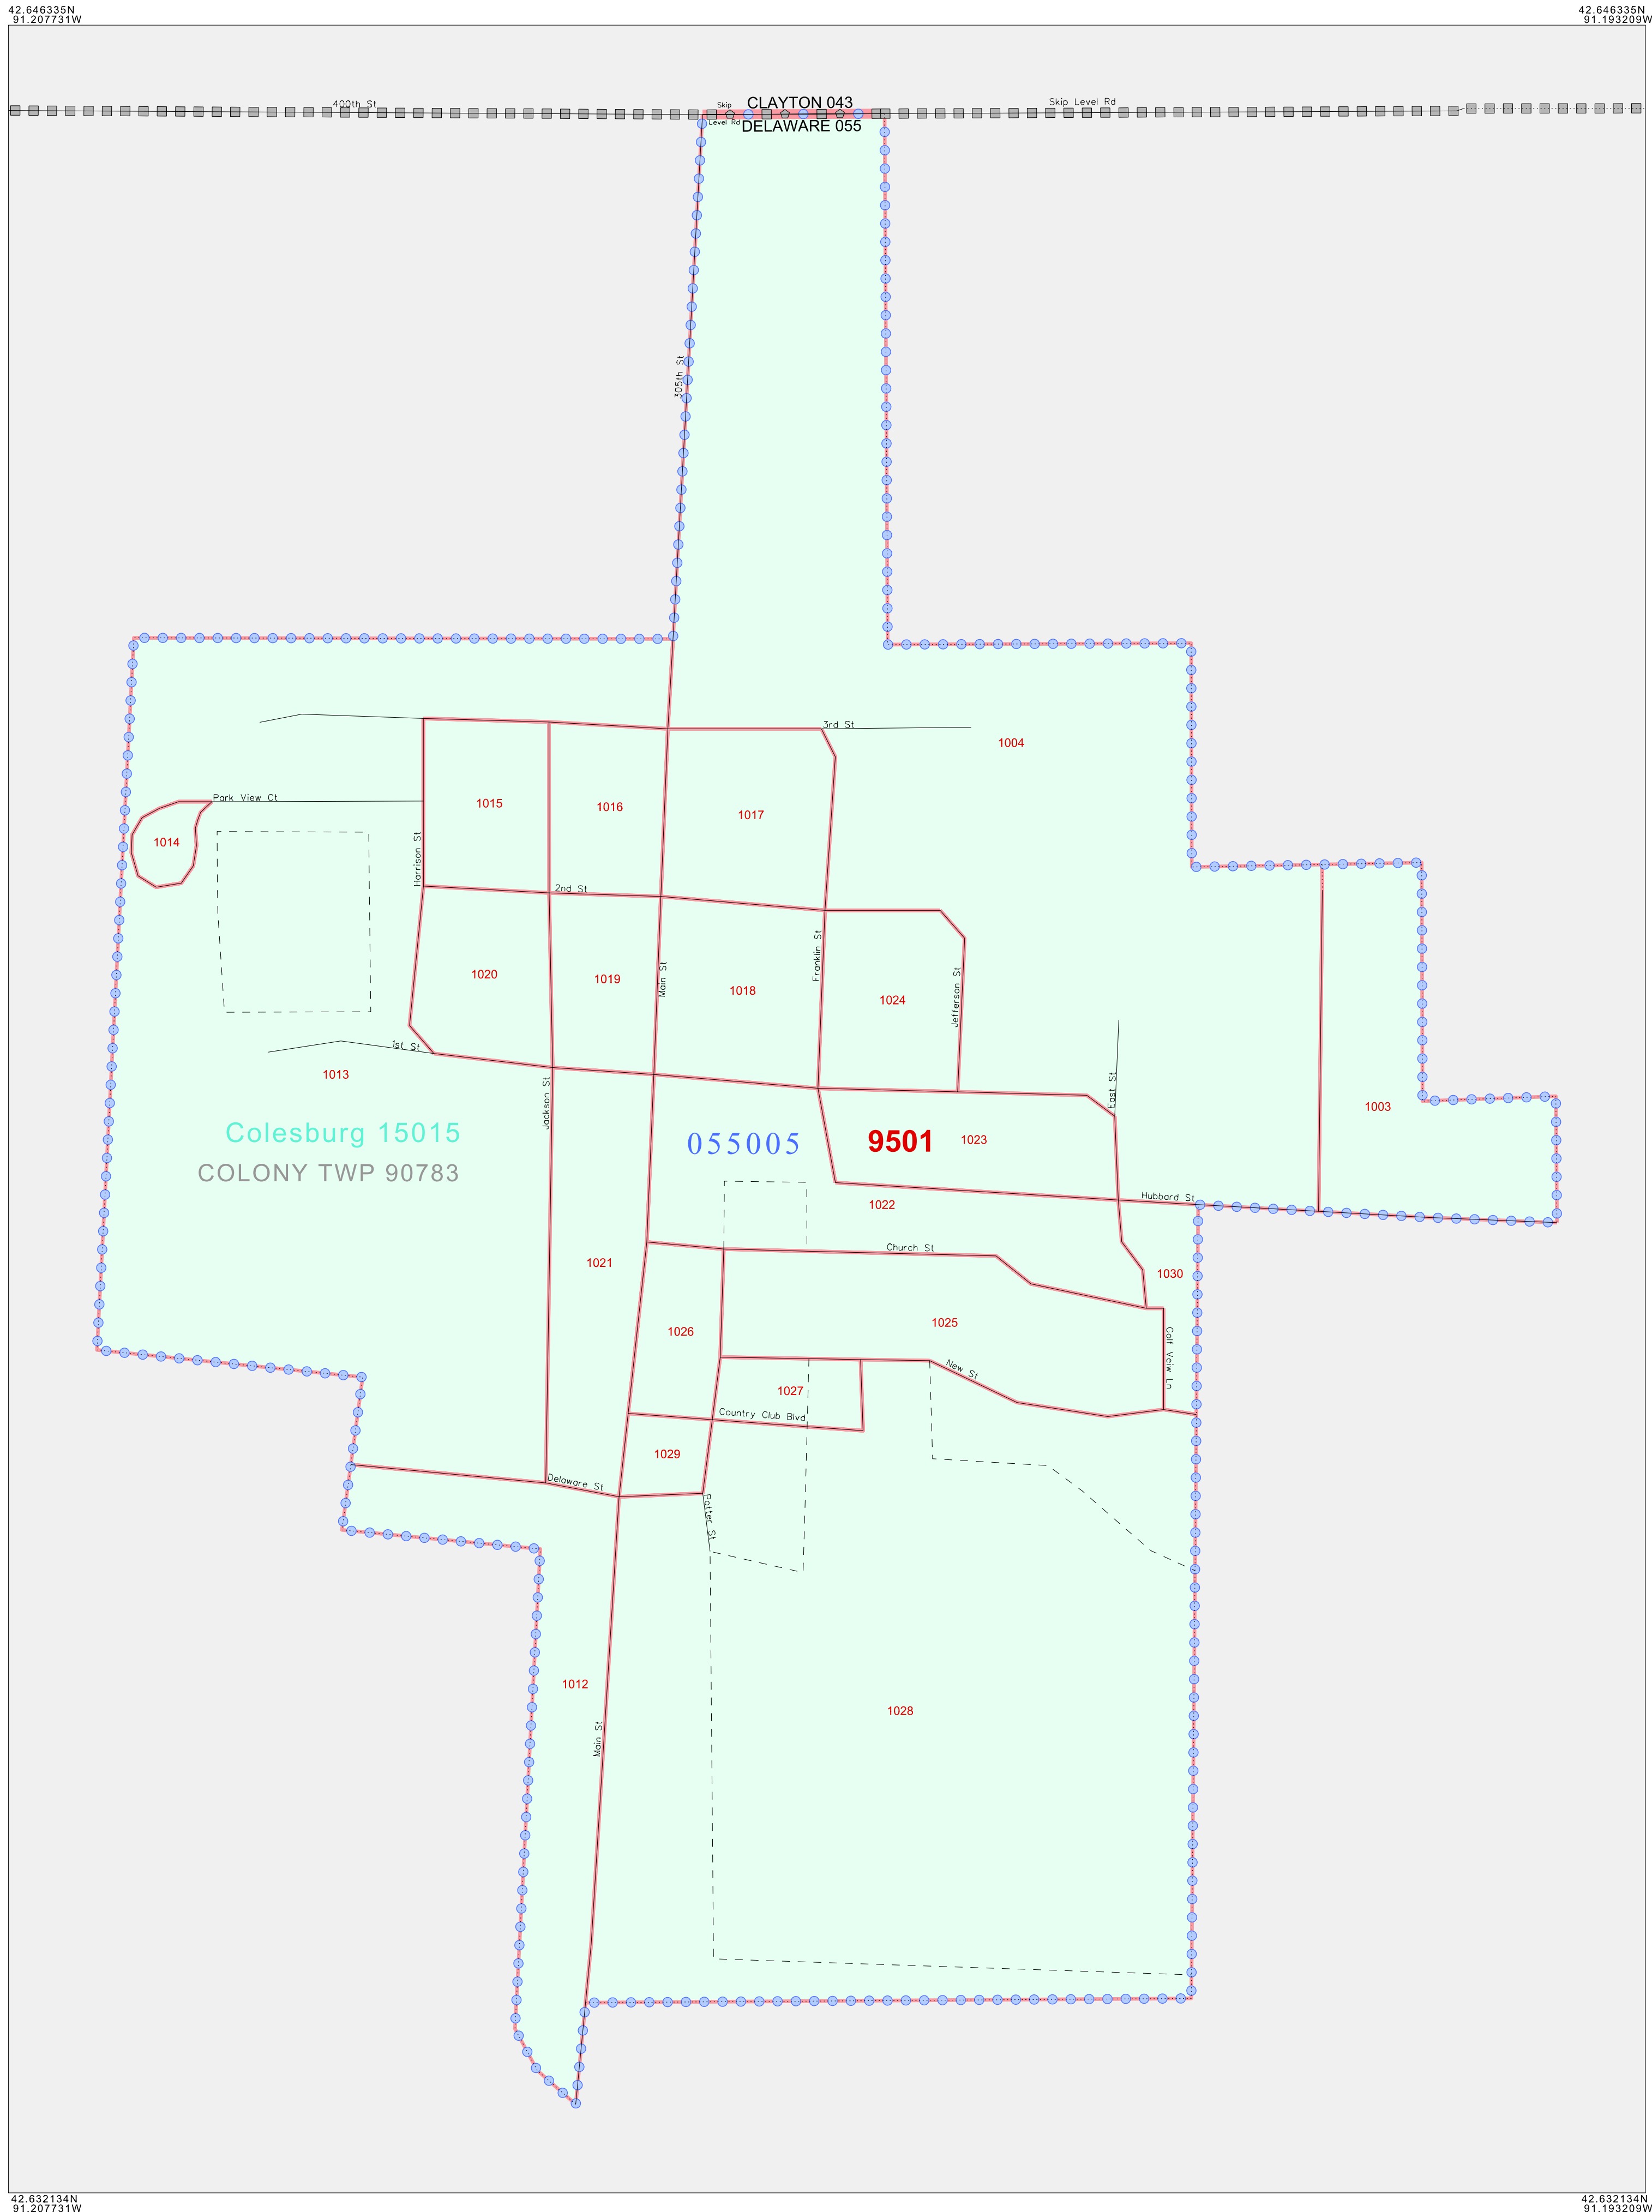 42.646335N
91.207731W
42.646335N
91.193209W
400th St
Skip
Level Rd
CLAYTON 043
DELAWARE 055
Skip Level Rd
305th St
3rd St
1004
Park View Ct
1014
Harrison St
1015
1016
1017
2nd St
1020
1019
Main St
1018
Franklin St
1024
Jefferson St
1st St
1013
Jackson St
East St
1003
Colesburg 15015
COLONY TWP 90783
055005
9501
1023
Hubbard St
1022
1021
Church St
1030
1026
1025
Golf Veiw Ln
New St
1027
Country Club Blvd
1029
Delaware St
Potter St
1012
Main St
1028
42.632134N
91.207731W
42.632134N
91.193209W